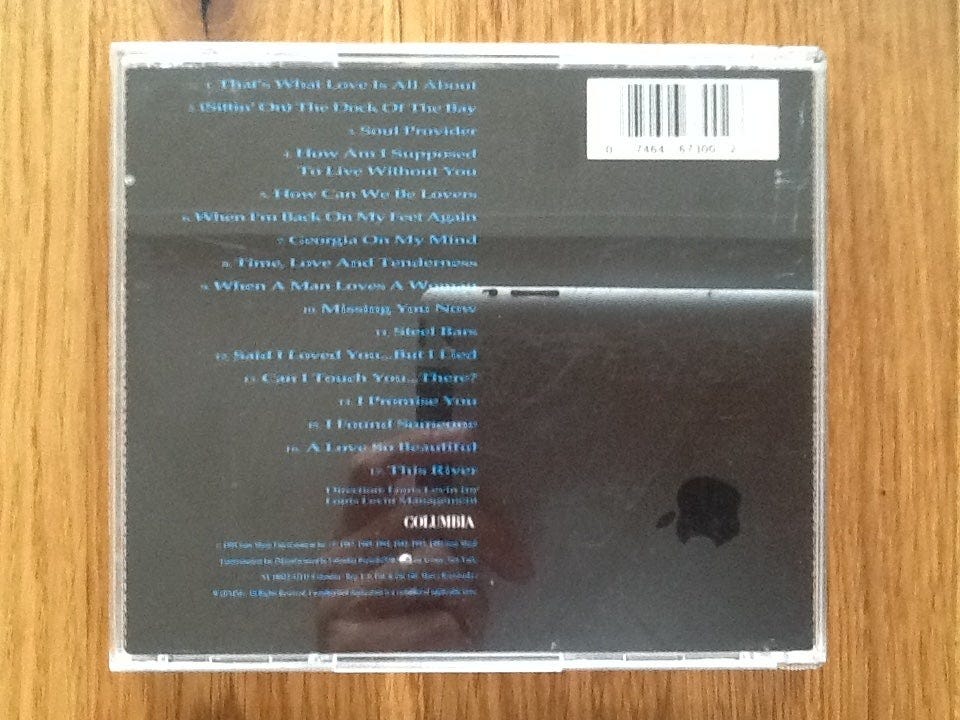 1. That's What Love Is All About
2. (Sittin' On) The Dock Of The Bay
3. Soul Provider
4. How Am I Supposed
To Live Without You
5. How Can We Be Lovers
6. When I'm Back On My Feet Again
7. Georgia On My Mind
8. Time, Love And Tenderness
9. When A Man Loves A Woman
10. Missing You Now
11. Steel Bars
12. Said I Loved You...But I Lied
13. Can I Touch You...There?
14. I Promise You
15. I Found Someone
16. A Love So Beautiful
17. This River
Direction: Louis Levin for
Louis Levin Management
COLUMBIA
0 7464 67300 2